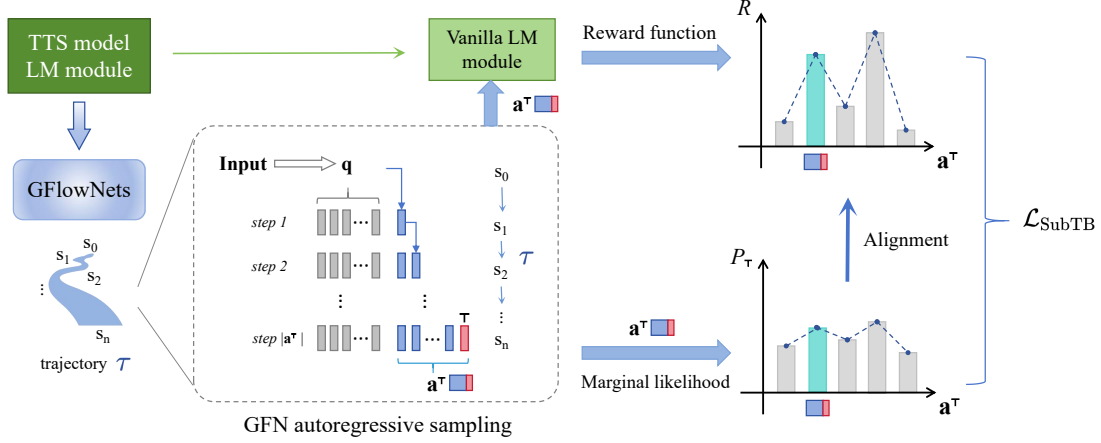 TTS model
LM module
Vanilla LM
module
Reward function
R
a⊤
a⊤
GFlowNets
Input
q
s0
step 1
s1
τ
step 2
s2
⋮
⋮
⋮
⊤
step |a⊤|
sn
a⊤
GFN autoregressive sampling
s0
s1
s2
⋮
sn
trajectory τ
Alignment
LSubTB
a⊤
Marginal likelihood
P⊤
a⊤